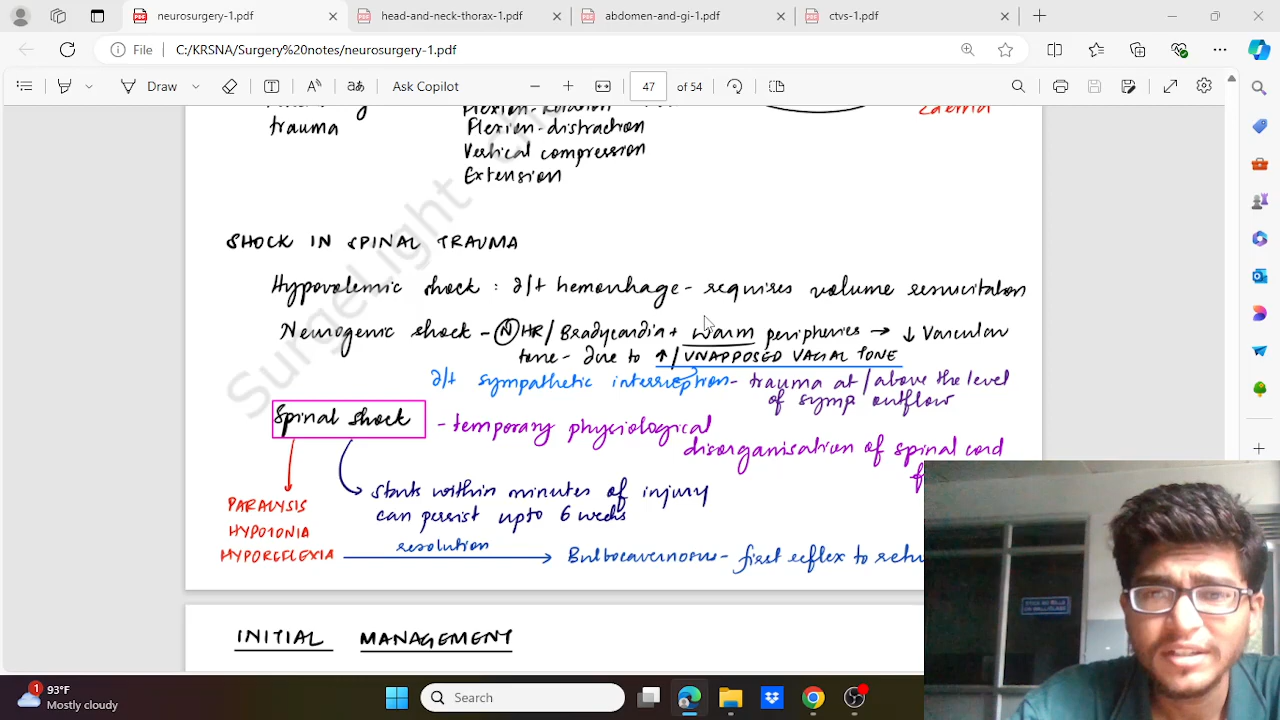 neurosurgery-1.pdf
head-and-neck-thorax-1.pdf
abdomen-and-gi-1.pdf
ctvs-1.pdf
File C:/KRSNA/Surgery%20notes/neurosurgery-1.pdf
Draw
Ask Copilot
47 of 54
trauma
Flexion-rotation
Flexion-distraction
Vertical compression
Extension
SurgeLight
SHOCK IN SPINAL TRAUMA
Hypovolemic shock : d/t hemorrhage - requires volume resuscitation
Neurogenic shock - (N) HR/ Bradycardia + warm peripheries → ↓ Vascular
tone - due to ↑/ UNAPPOSED VAGAL TONE
d/t sympathetic interruption - trauma at/above the level
of symp outflow
Spinal shock - temporary physiological
disorganisation of spinal cord
starts within minutes of injury
can persist upto 6 weeks
PARALYSIS
HYPOTONIA
HYPOREFLEXIA
resolution
Bulbocavernosus - first reflex to retu
INITIAL MANAGEMENT
93°F
Mostly cloudy
1
Search